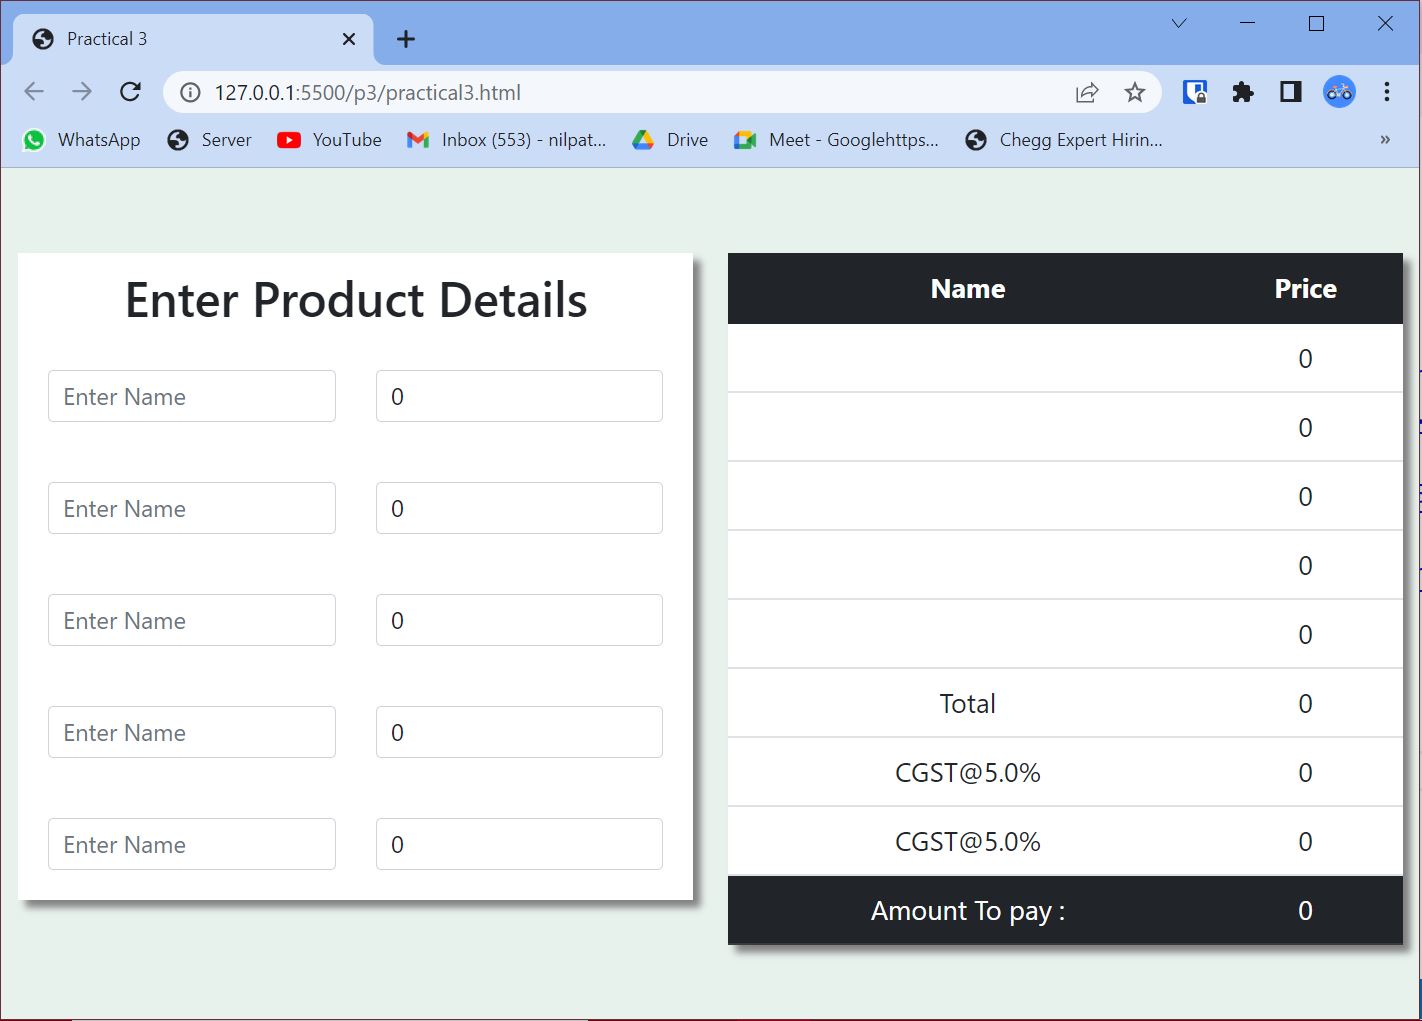 Practical 3
127.0.0.1:5500/p3/practical3.html
WhatsApp Server YouTube Inbox (553) - nilpat... Drive Meet - Googlehttps... Chegg Expert Hirin... »
Enter Product Details
Enter Name 0
Enter Name 0
Enter Name 0
Enter Name 0
Enter Name 0
Name Price
0
0
0
0
0
Total 0
CGST@5.0% 0
CGST@5.0% 0
Amount To pay : 0